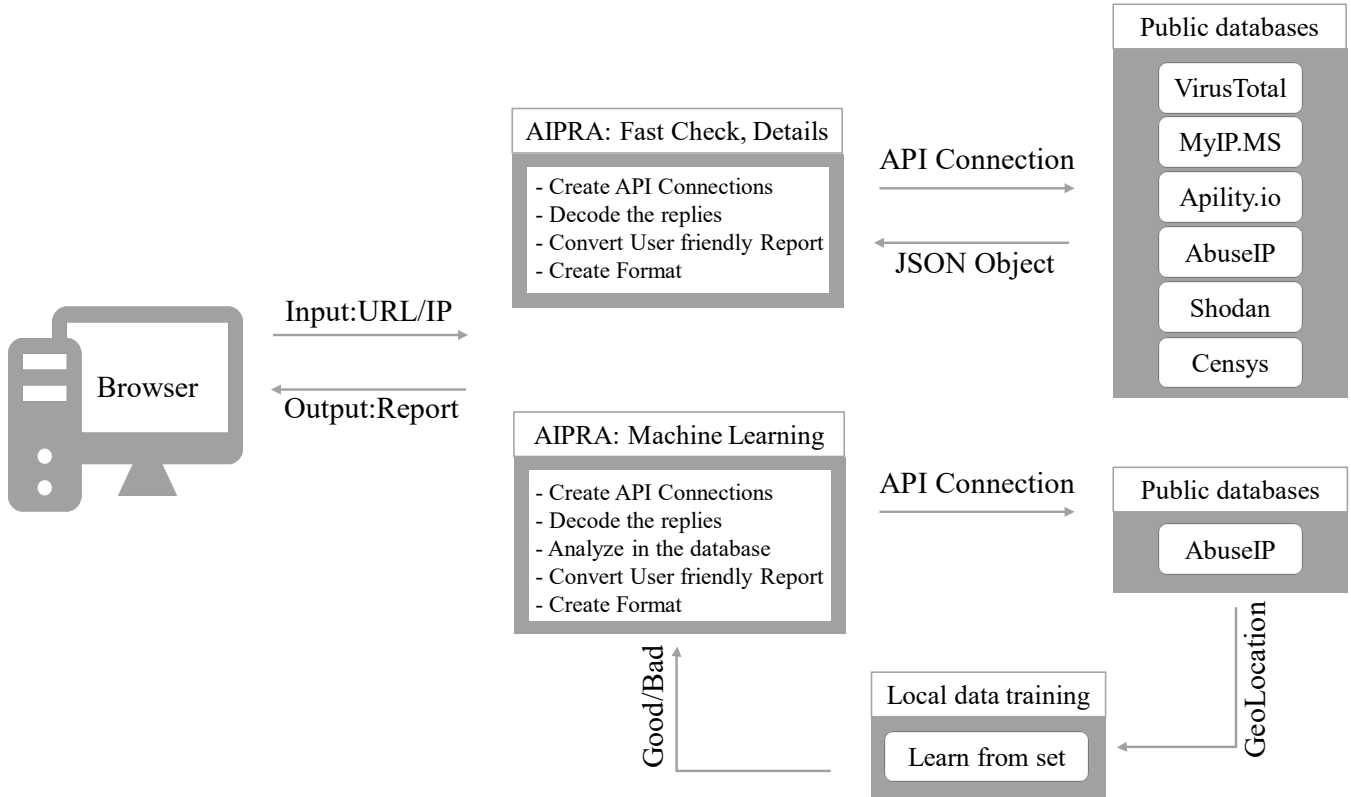 Browser
Input:URL/IP
Output:Report
AIPRA: Fast Check, Details
- Create API Connections
- Decode the replies
- Convert User friendly Report
- Create Format
API Connection
JSON Object
Public databases
VirusTotal
MyIP.MS
Apility.io
AbuseIP
Shodan
Censys
AIPRA: Machine Learning
- Create API Connections
- Decode the replies
- Analyze in the database
- Convert User friendly Report
- Create Format
API Connection
Public databases
AbuseIP
GeoLocation
Local data training
Learn from set
Good/Bad